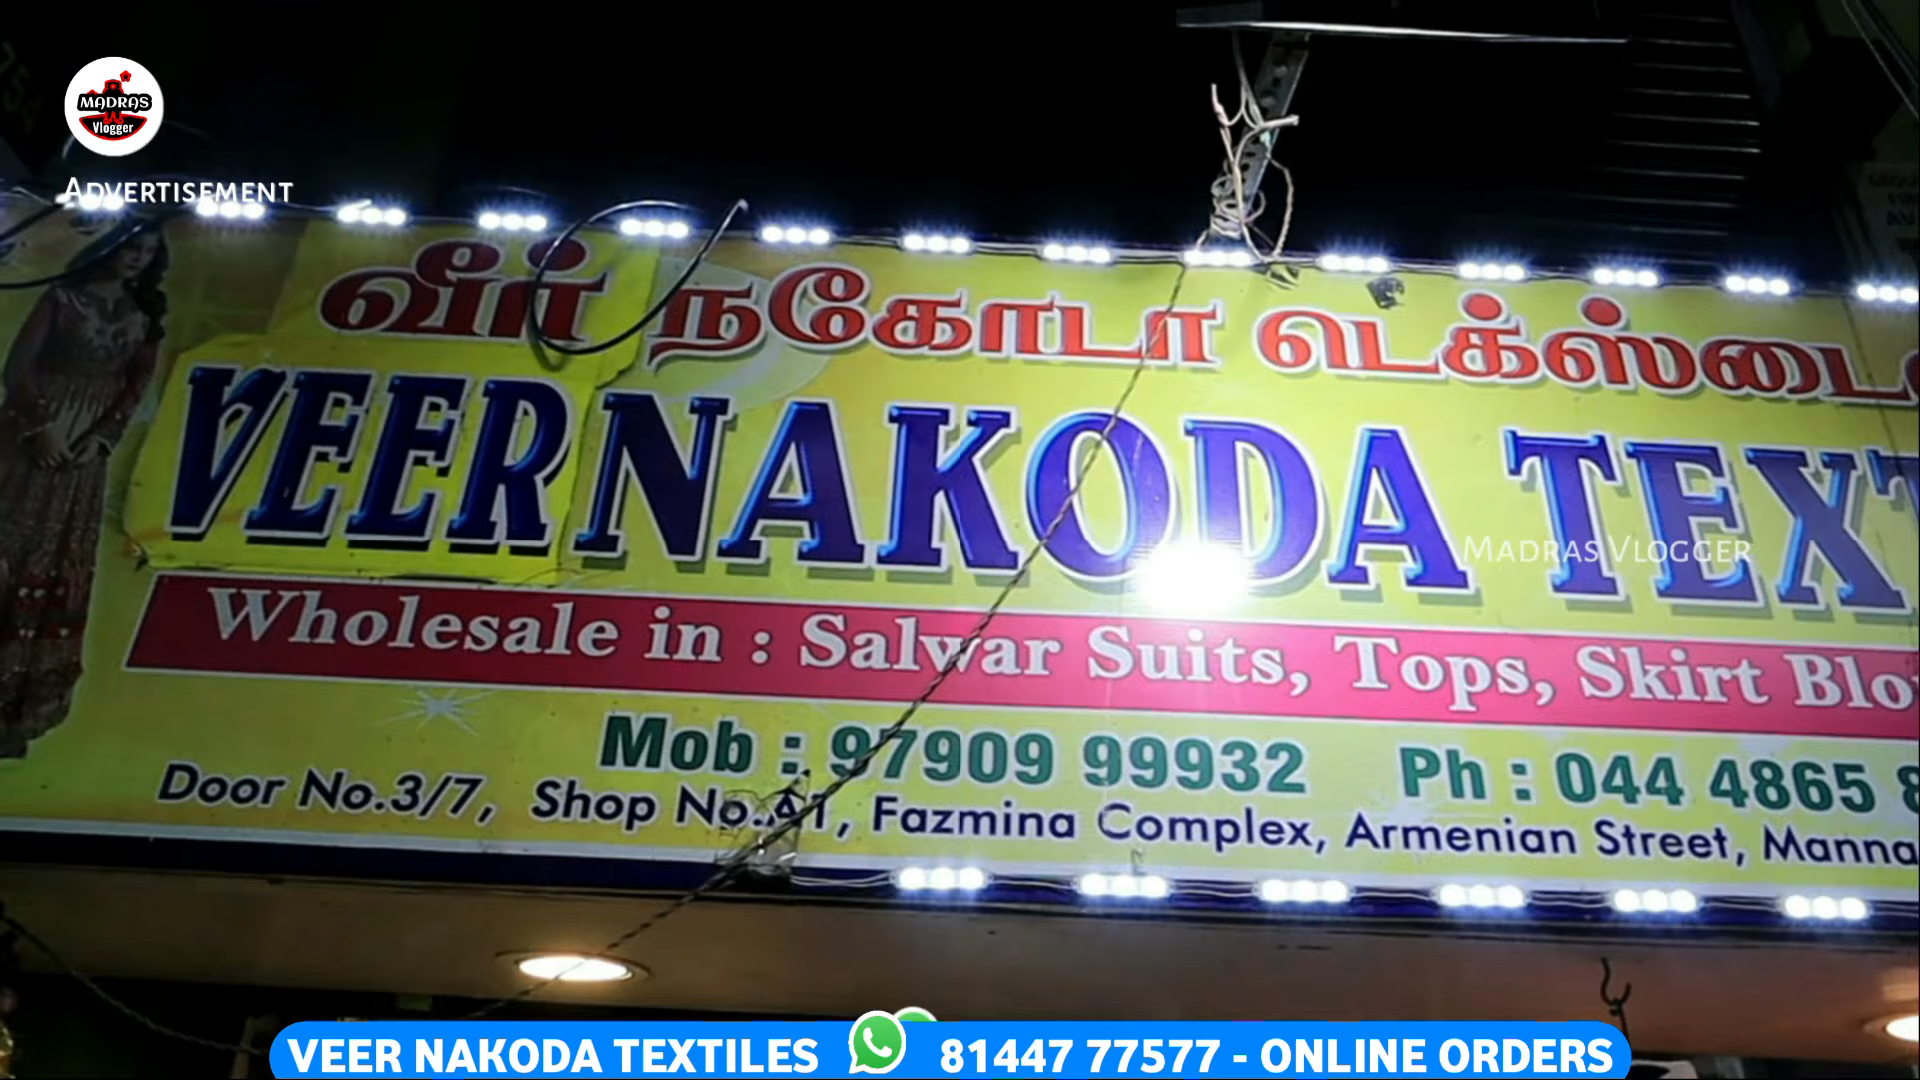 MADRAS
Vlogger
ADVERTISEMENT
வீர் நகோடா டெக்ஸ்டை
VEER NAKODA TEXT
MADRAS VLOGGER
Wholesale in : Salwar Suits, Tops, Skirt Blo
Mob : 97909 99932 Ph : 044 4865 8
Door No.3/7, Shop No.A1, Fazmina Complex, Armenian Street, Manna
VEER NAKODA TEXTILES 81447 77577 - ONLINE ORDERS